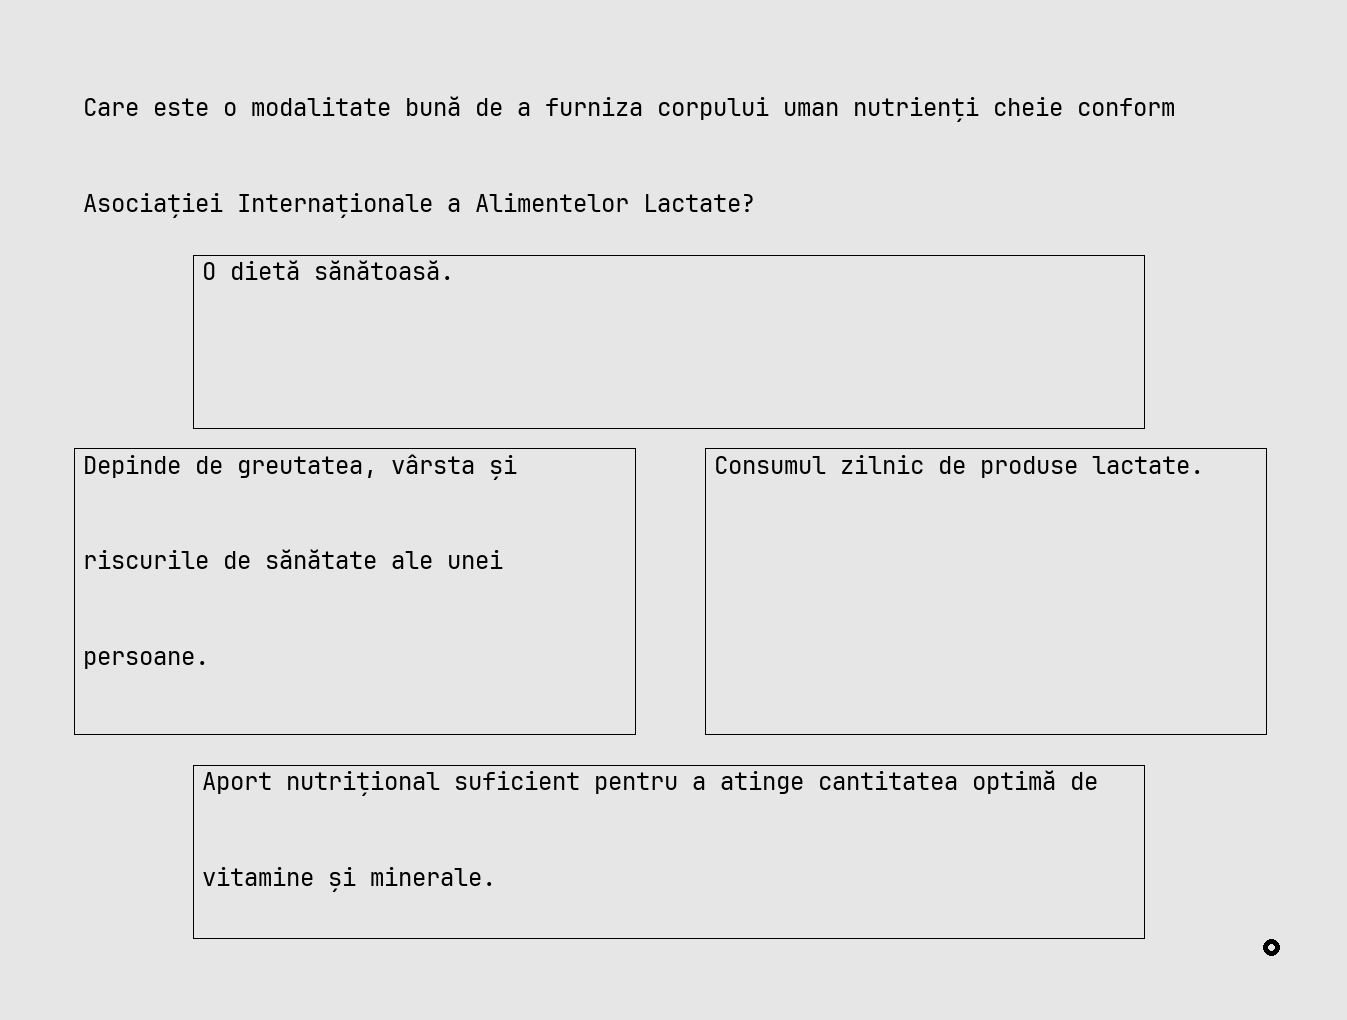 Care este o modalitate bună de a furniza corpului uman nutrienți cheie conform
Asociației Internaționale a Alimentelor Lactate?
O dietă sănătoasă.
Depinde de greutatea, vârsta și
riscurile de sănătate ale unei
persoane.
Consumul zilnic de produse lactate.
Aport nutrițional suficient pentru a atinge cantitatea optimă de
vitamine și minerale.